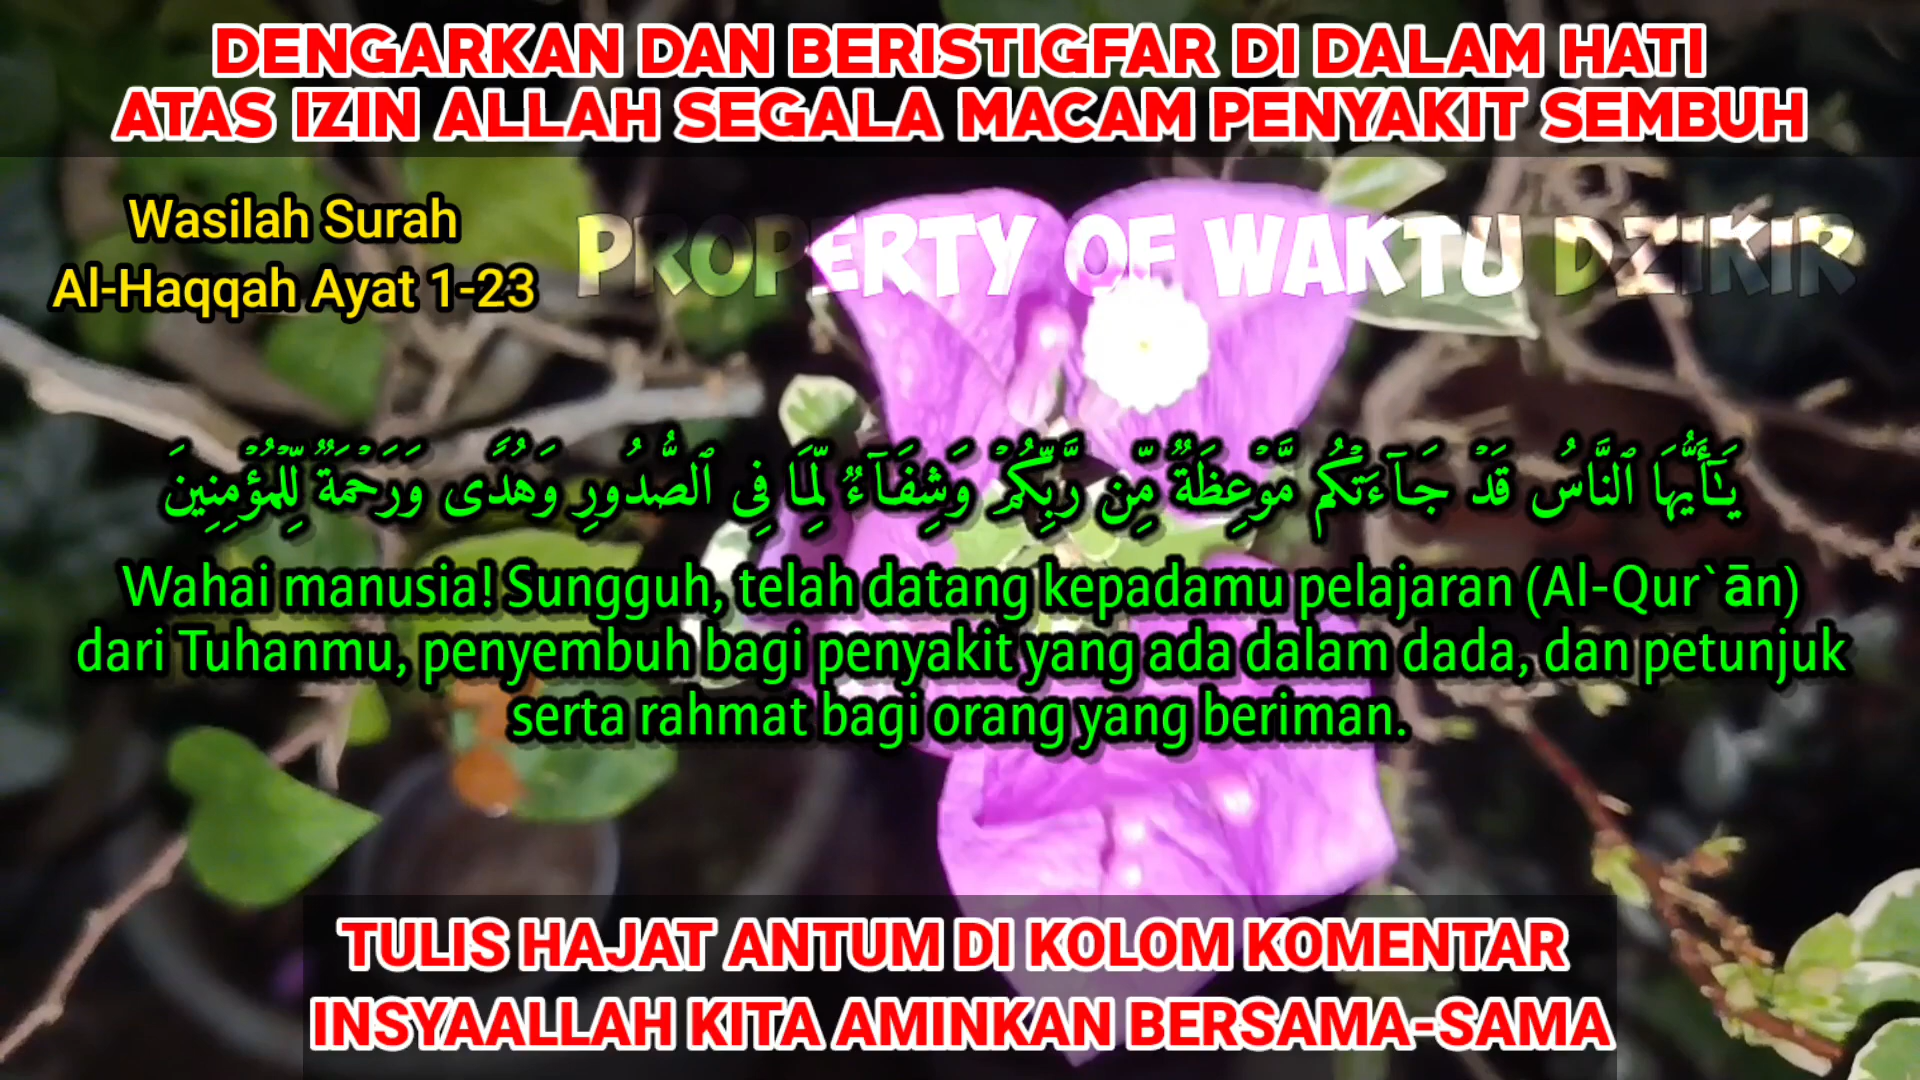 DENGARKAN DAN BERISTIGFAR DI DALAM HATI
ATAS IZIN ALLAH SEGALA MACAM PENYAKIT SEMBUH
Wasilah Surah
Al-Haqqah Ayat 1-23
PROPERTY OF WAKTU DZIKIR
يَـٰٓأَيُّهَا ٱلنَّاسُ قَدۡ جَآءَتۡكُم مَّوۡعِظَةٌ مِّن رَّبِّكُمۡ وَشِفَآءٌ لِّمَا فِى ٱلصُّدُورِ وَهُدًى وَرَحۡمَةٌ لِّلۡمُؤۡمِنِينَ
Wahai manusia! Sungguh, telah datang kepadamu pelajaran (Al-Qur`ān)
dari Tuhanmu, penyembuh bagi penyakit yang ada dalam dada, dan petunjuk
serta rahmat bagi orang yang beriman.
TULIS HAJAT ANTUM DI KOLOM KOMENTAR
INSYAALLAH KITA AMINKAN BERSAMA-SAMA